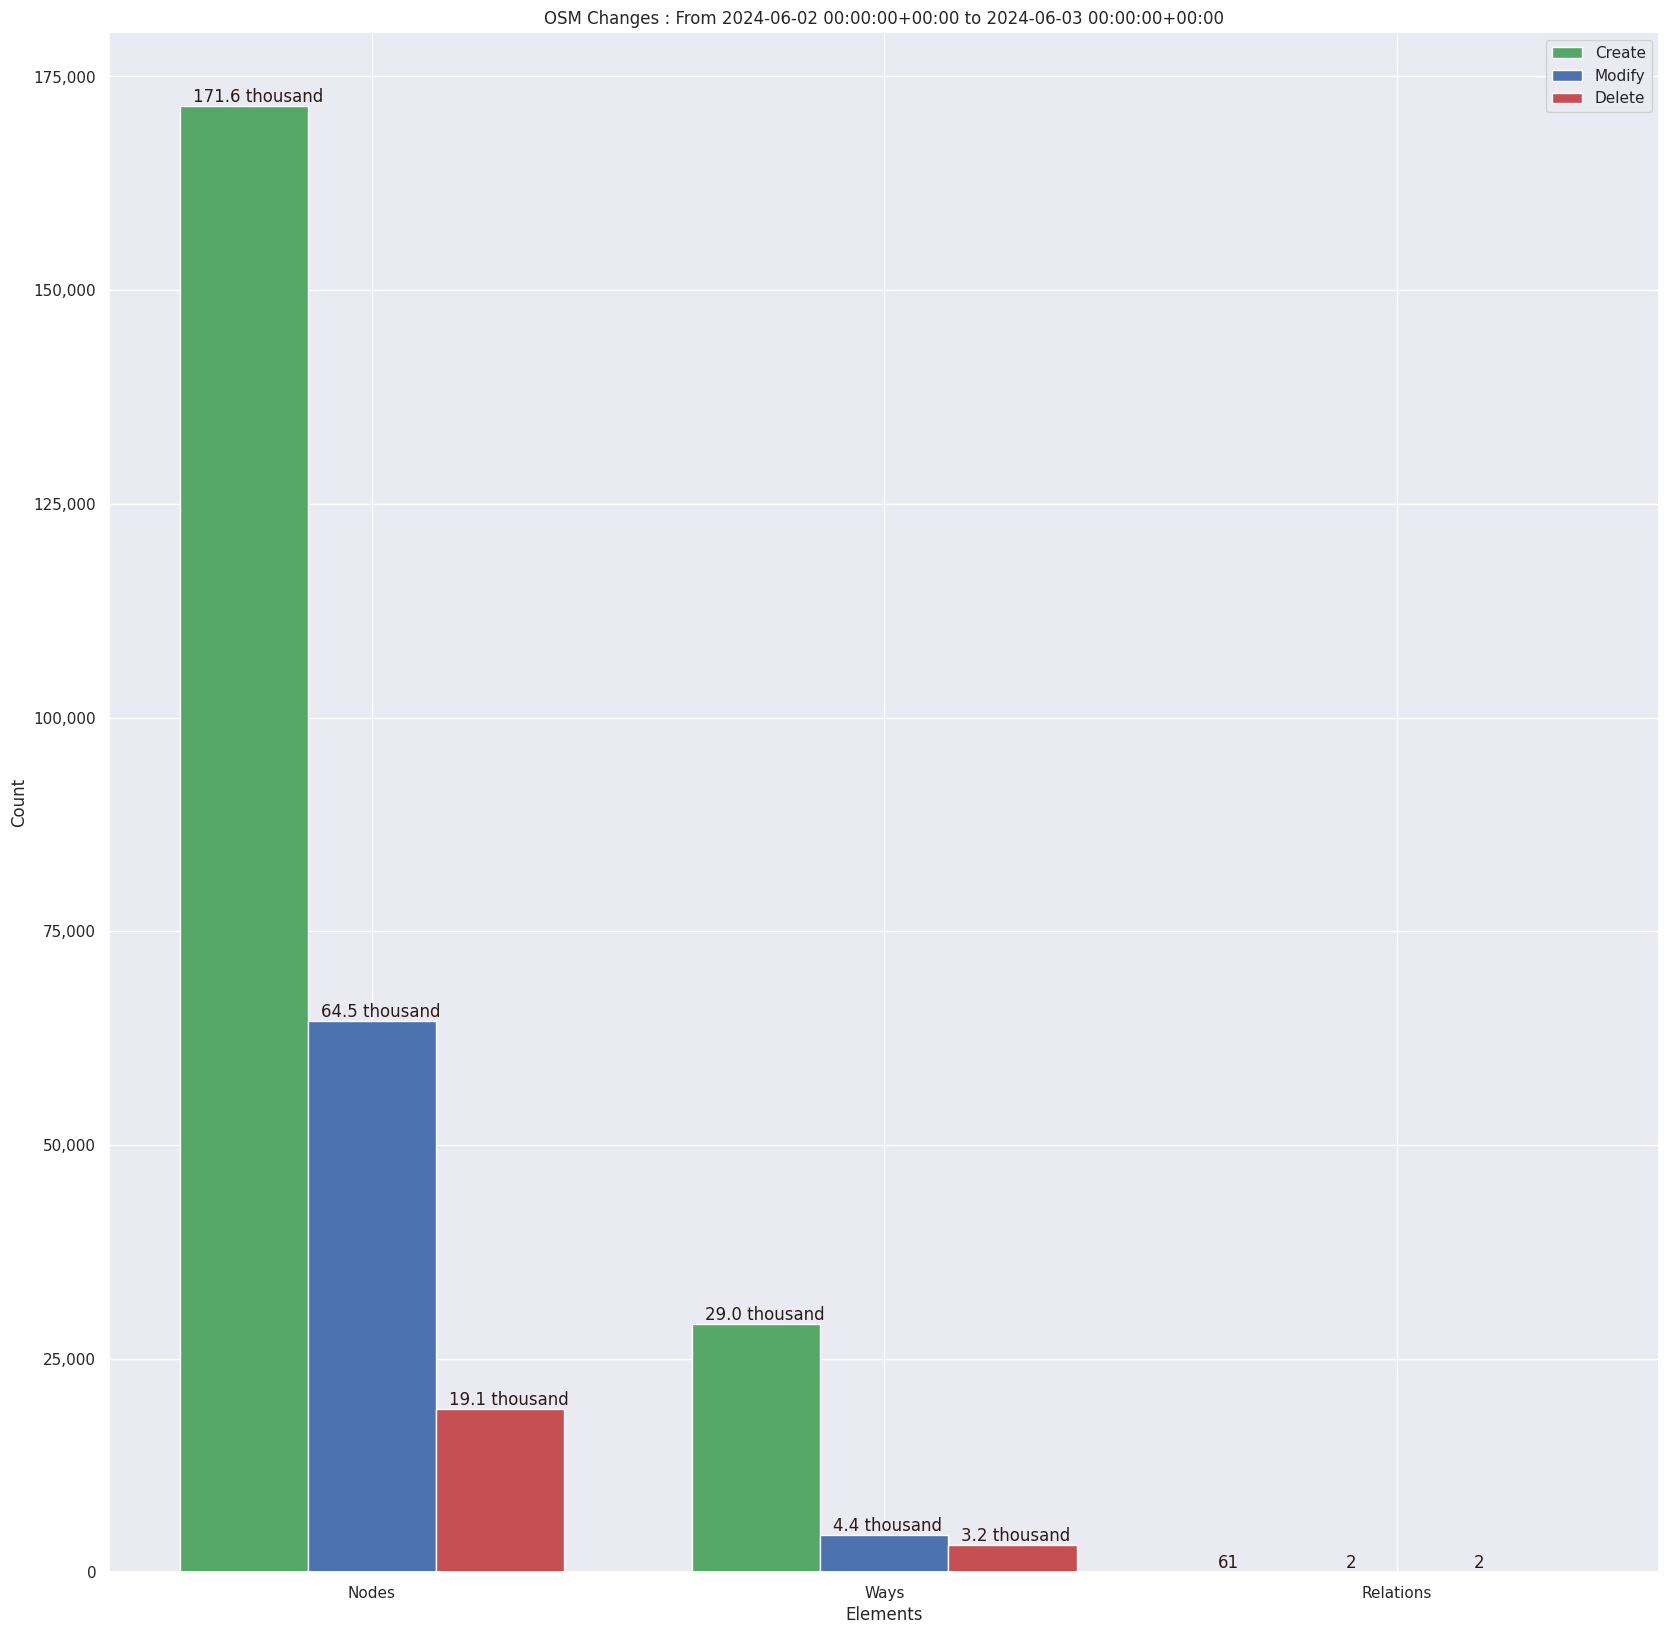 OSM Changes : From 2024-06-02 00:00:00+00:00 to 2024-06-03 00:00:00+00:00
Create
Modify
Delete
175,000
150,000
125,000
100,000
75,000
50,000
25,000
0
Count
171.6 thousand
64.5 thousand
19.1 thousand
29.0 thousand
4.4 thousand
3.2 thousand
61
2
2
Nodes
Ways
Relations
Elements